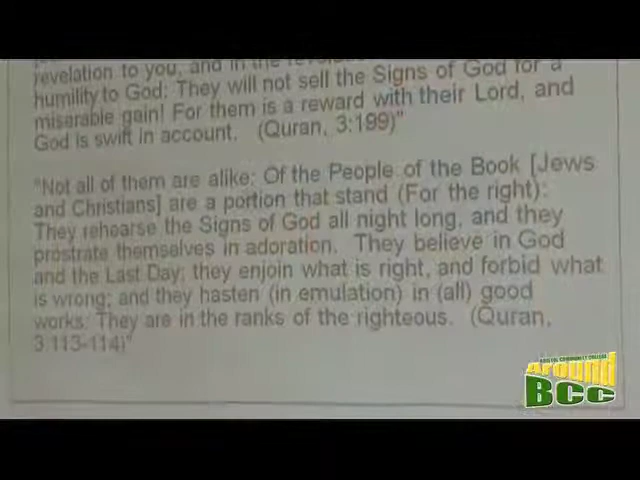 revelation to you, and in the
humility to God: They will not sell the Signs of God for a
miserable gain! For them is a reward with their Lord, and
God is swift in account. (Quran, 3:199)"
"Not all of them are alike: Of the People of the Book [Jews
and Christians] are a portion that stand (For the right):
They rehearse the Signs of God all night long, and they
prostrate themselves in adoration. They believe in God
and the Last Day; they enjoin what is right, and forbid what
is wrong; and they hasten (in emulation) in (all) good
works: They are in the ranks of the righteous. (Quran,
3:113-114)"
BRISTOL COMMUNITY COLLEGE
Around
BCC